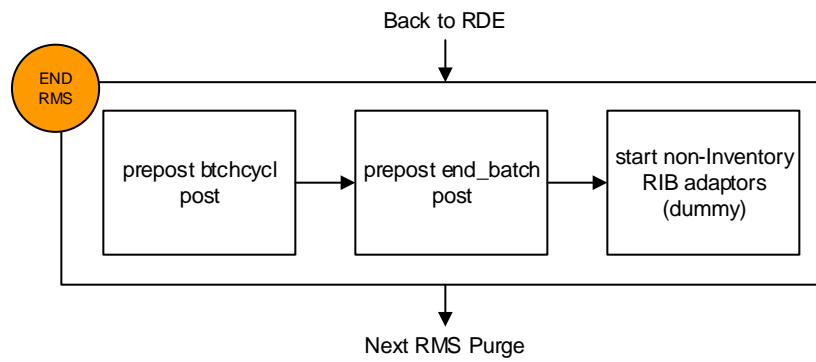 Back to RDE
END
RMS
prepost btchcycl
post
prepost end_batch
post
start non-Inventory
RIB adaptors
(dummy)
Next RMS Purge